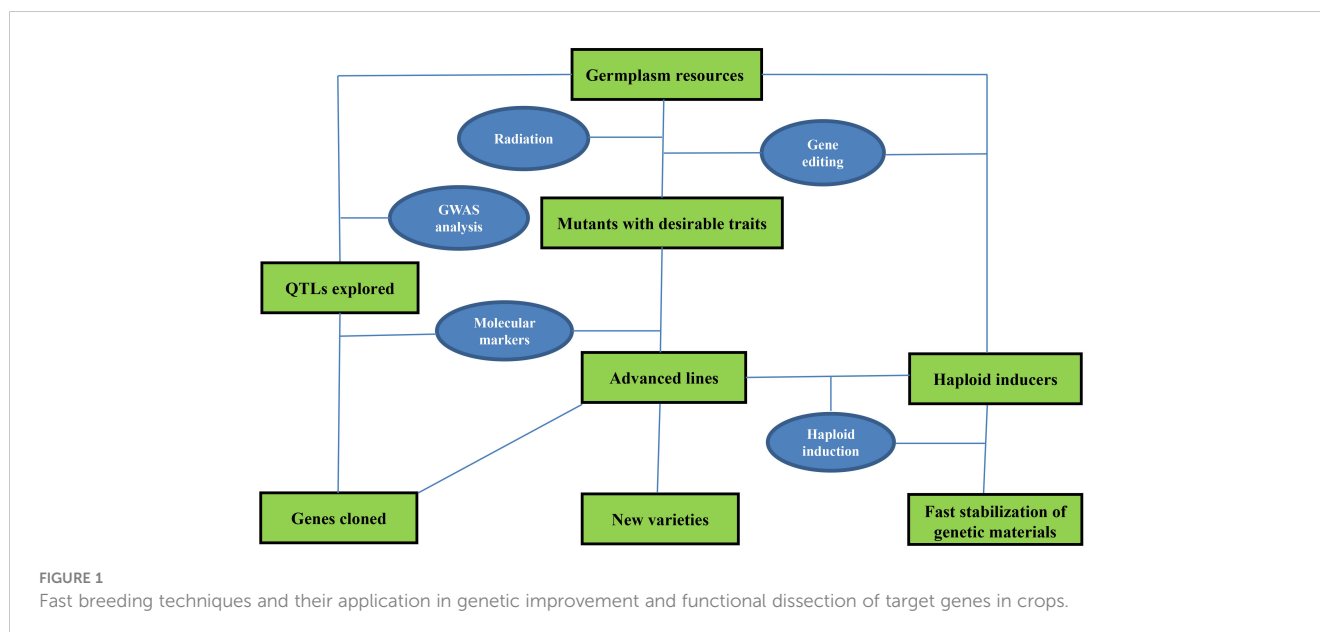 Germplasm resources
Radiation
Gene
editing
GWAS
analysis
Mutants with desirable traits
QTLs explored
Molecular
markers
Advanced lines
Haploid inducers
Haploid
induction
Genes cloned
New varieties
Fast stabilization of
genetic materials
FIGURE 1
Fast breeding techniques and their application in genetic improvement and functional dissection of target genes in crops.